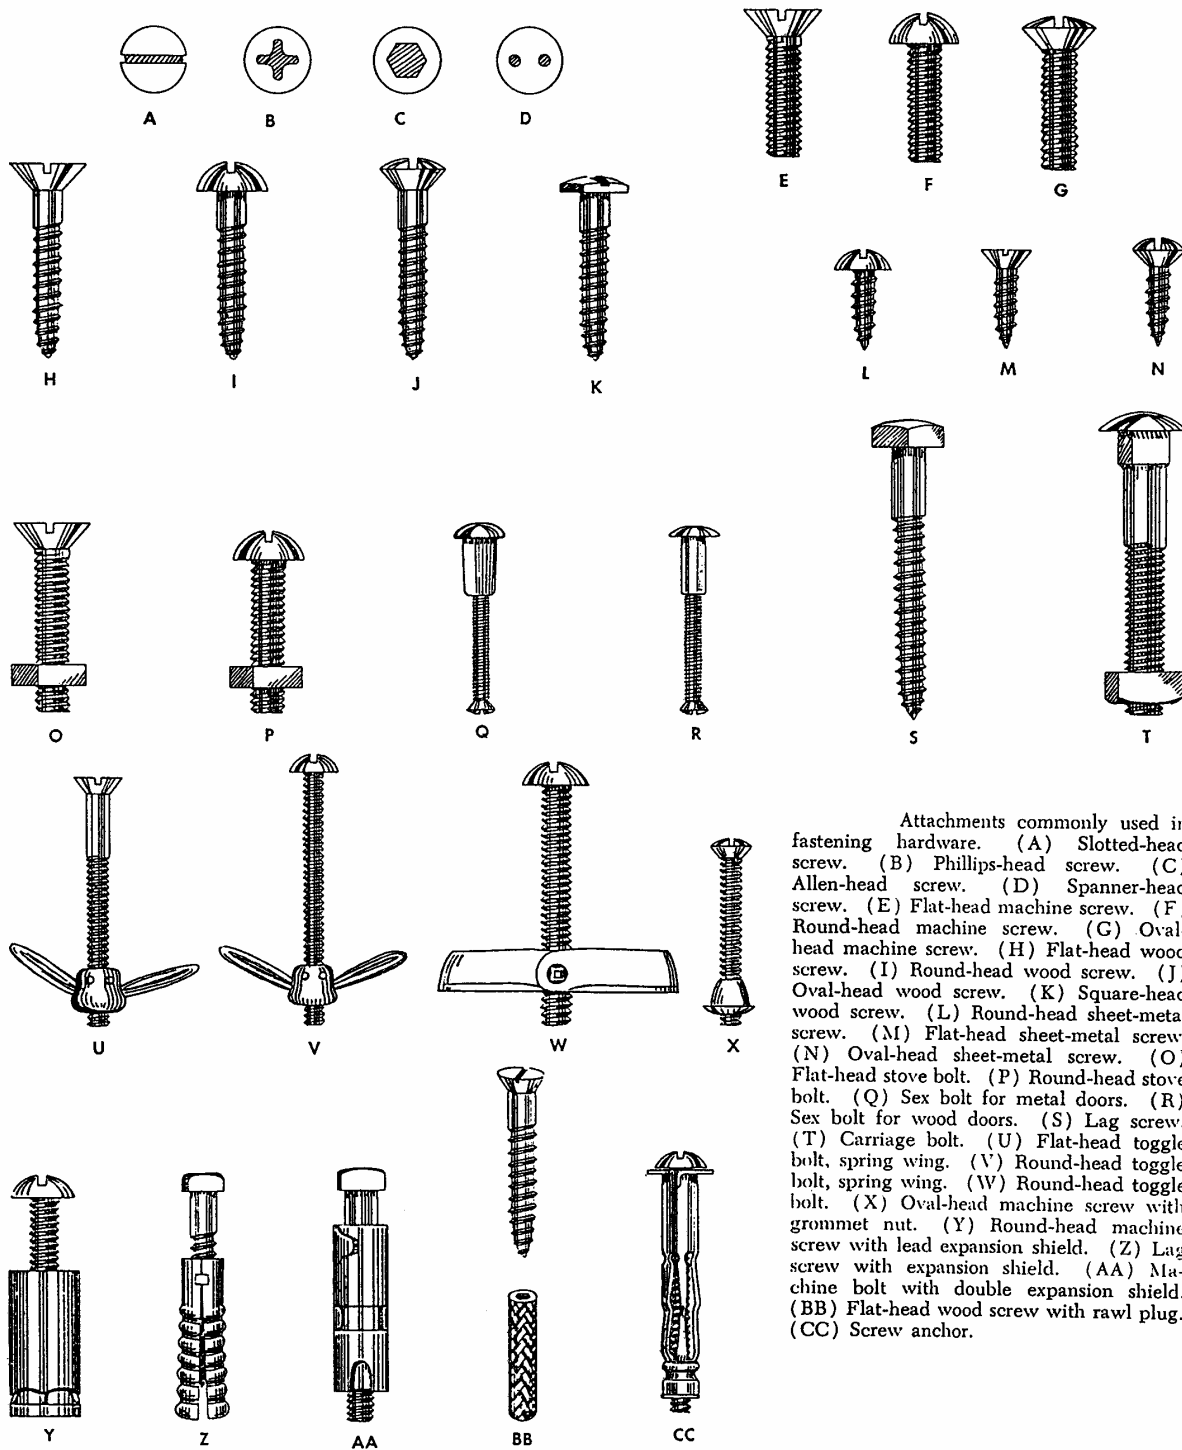 A B C D
E F G
H I J K
L M N
O P Q R
S T
U V W X
Attachments commonly used in
fastening hardware. (A) Slotted-head
screw. (B) Phillips-head screw. (C)
Allen-head screw. (D) Spanner-head
screw. (E) Flat-head machine screw. (F)
Round-head machine screw. (G) Oval-
head machine screw. (H) Flat-head wood
screw. (I) Round-head wood screw. (J)
Oval-head wood screw. (K) Square-head
wood screw. (L) Round-head sheet-metal
screw. (M) Flat-head sheet-metal screw.
(N) Oval-head sheet-metal screw. (O)
Flat-head stove bolt. (P) Round-head stove
bolt. (Q) Sex bolt for metal doors. (R)
Sex bolt for wood doors. (S) Lag screw.
(T) Carriage bolt. (U) Flat-head toggle
bolt, spring wing. (V) Round-head toggle
bolt, spring wing. (W) Round-head toggle
bolt. (X) Oval-head machine screw with
grommet nut. (Y) Round-head machine
screw with lead expansion shield. (Z) Lag
screw with expansion shield. (AA) Ma-
chine bolt with double expansion shield.
(BB) Flat-head wood screw with rawl plug.
(CC) Screw anchor.
Y Z AA BB CC